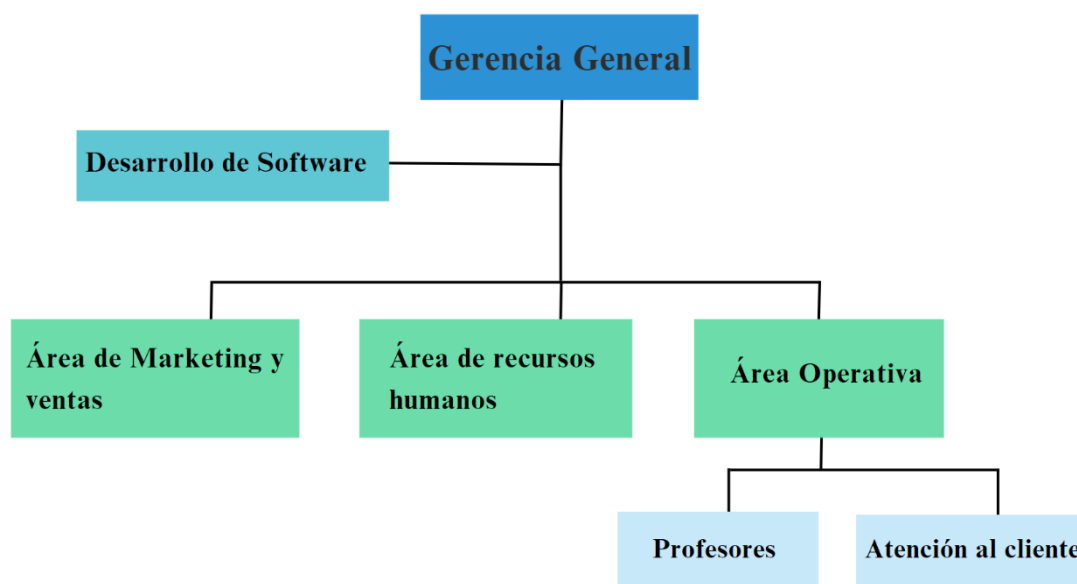 Gerencia General
Desarrollo de Software
Área de Marketing y
ventas
Área de recursos
humanos
Área Operativa
Profesores
Atención al cliente